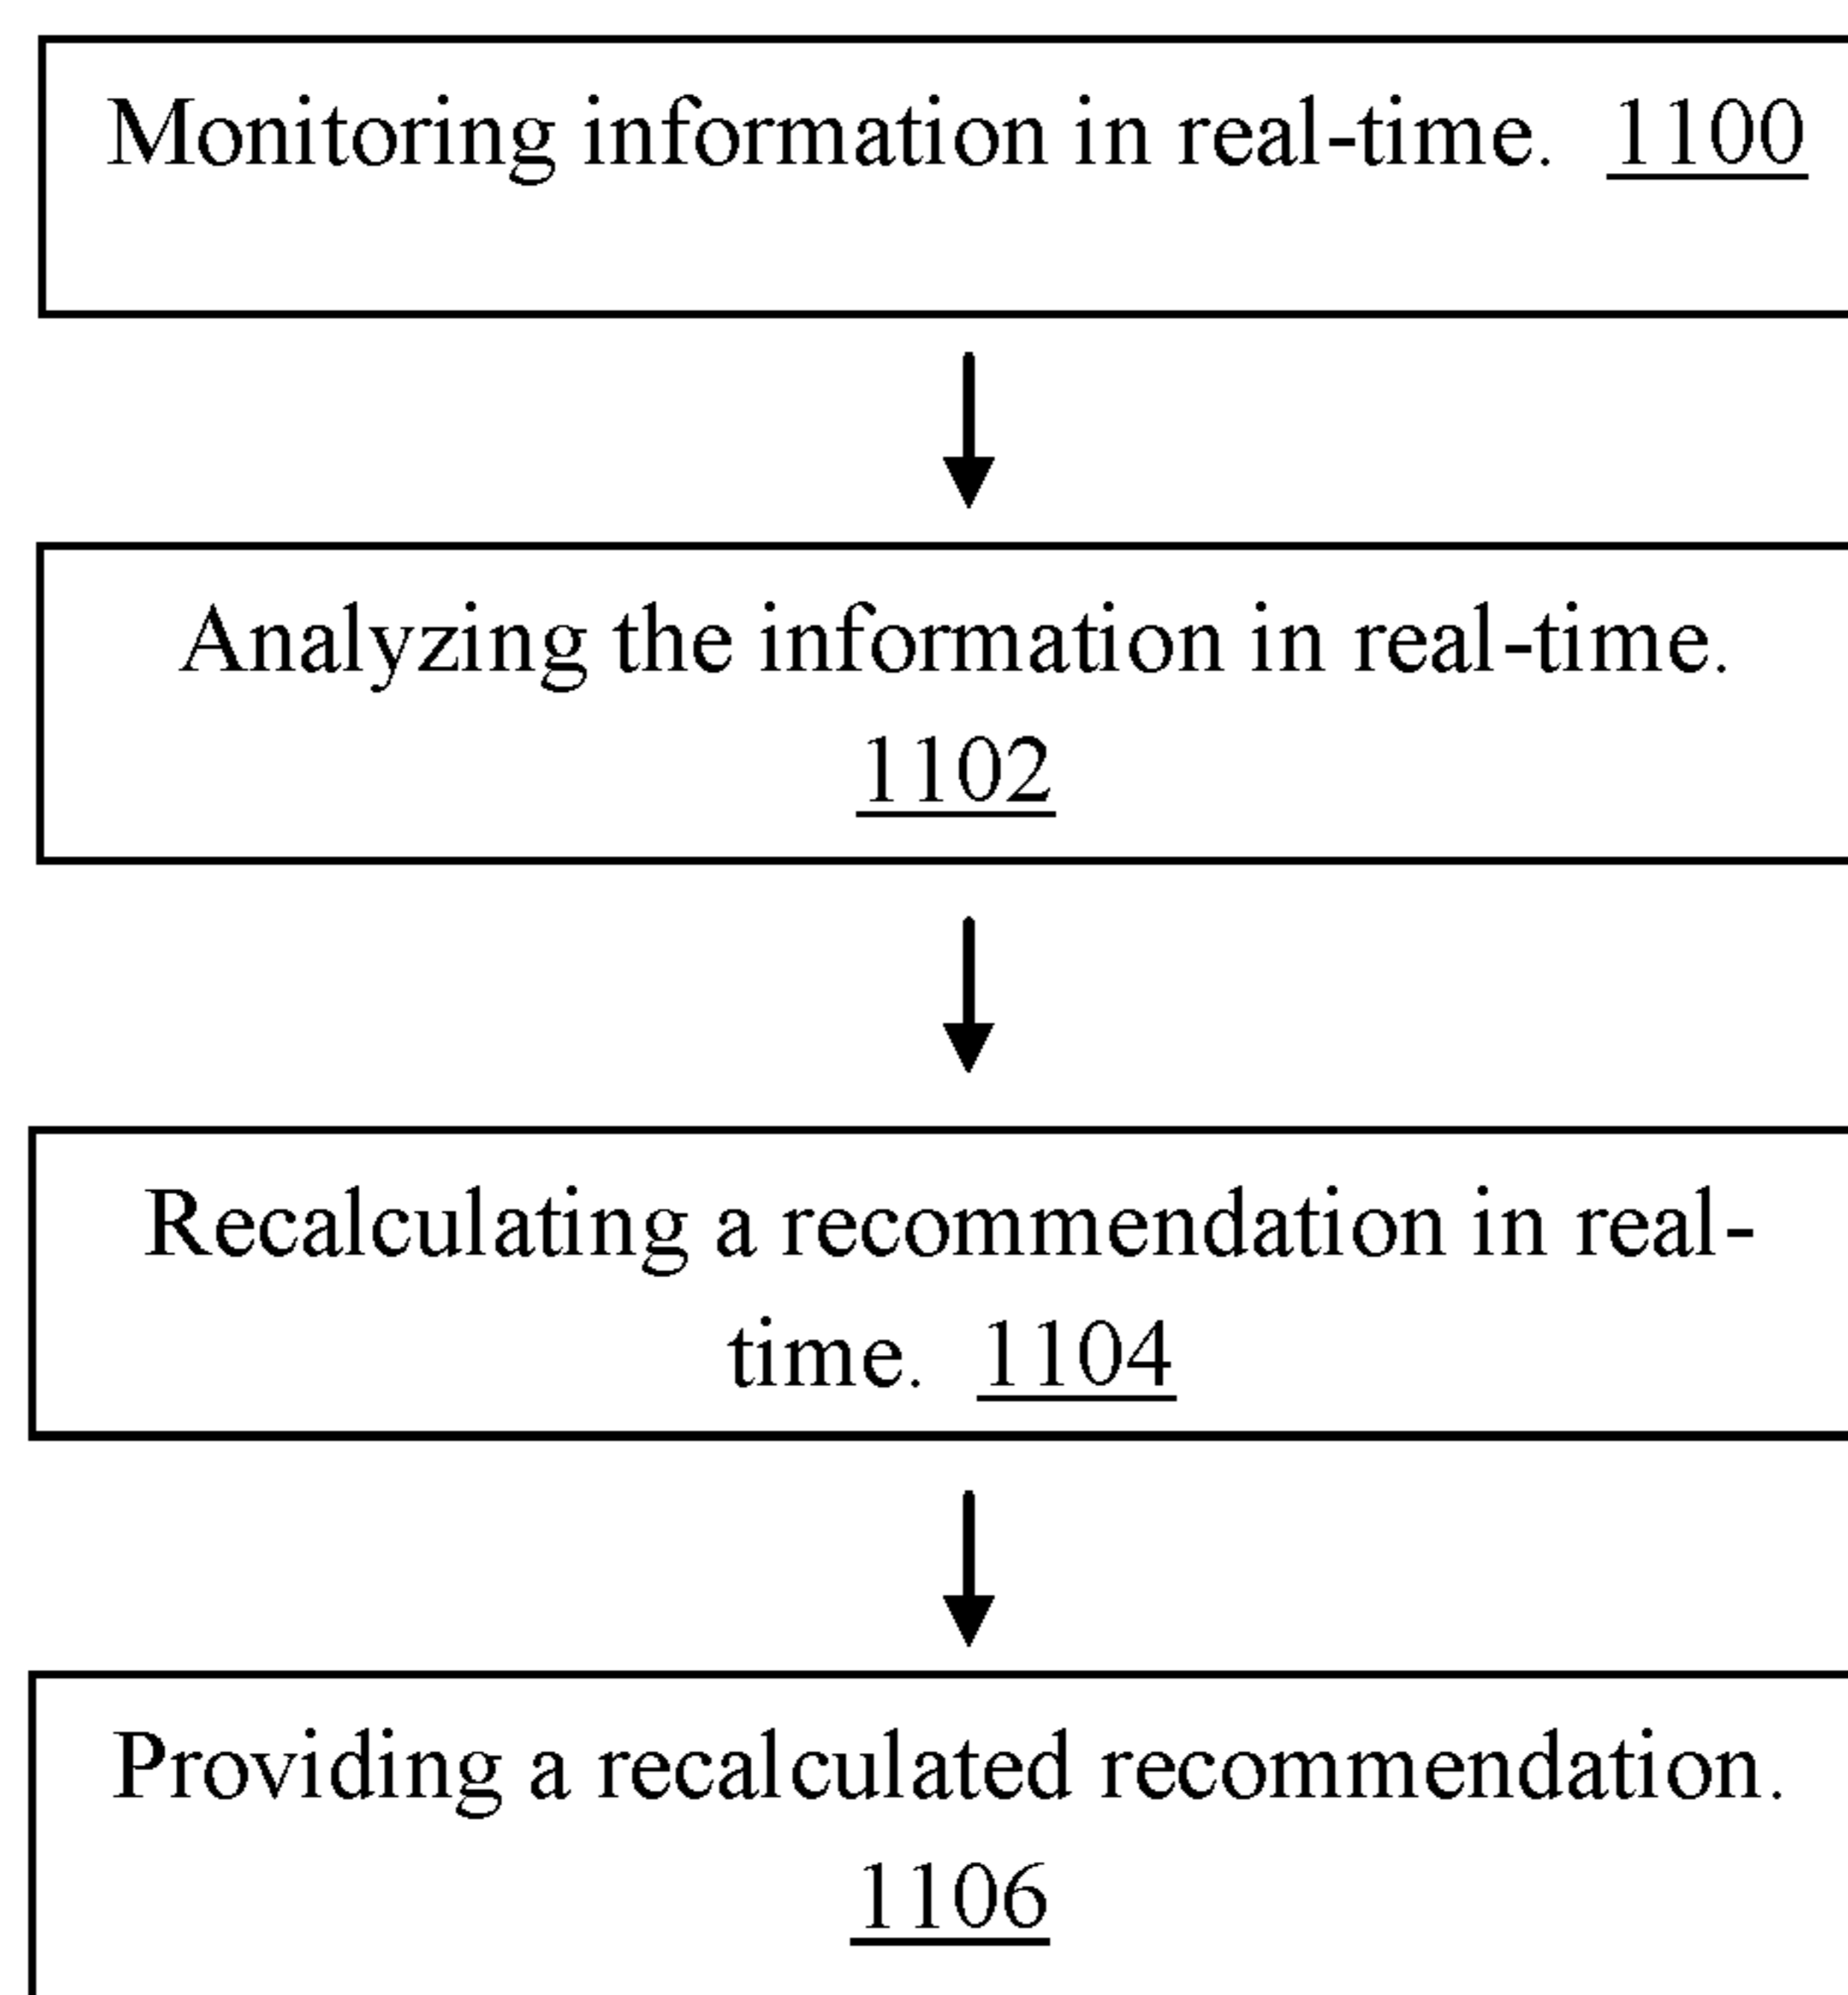 Monitoring information in real-time. 1100
Analyzing the information in real-time.
1102
Recalculating a recommendation in real-
time. 1104
Providing a recalculated recommendation.
1106